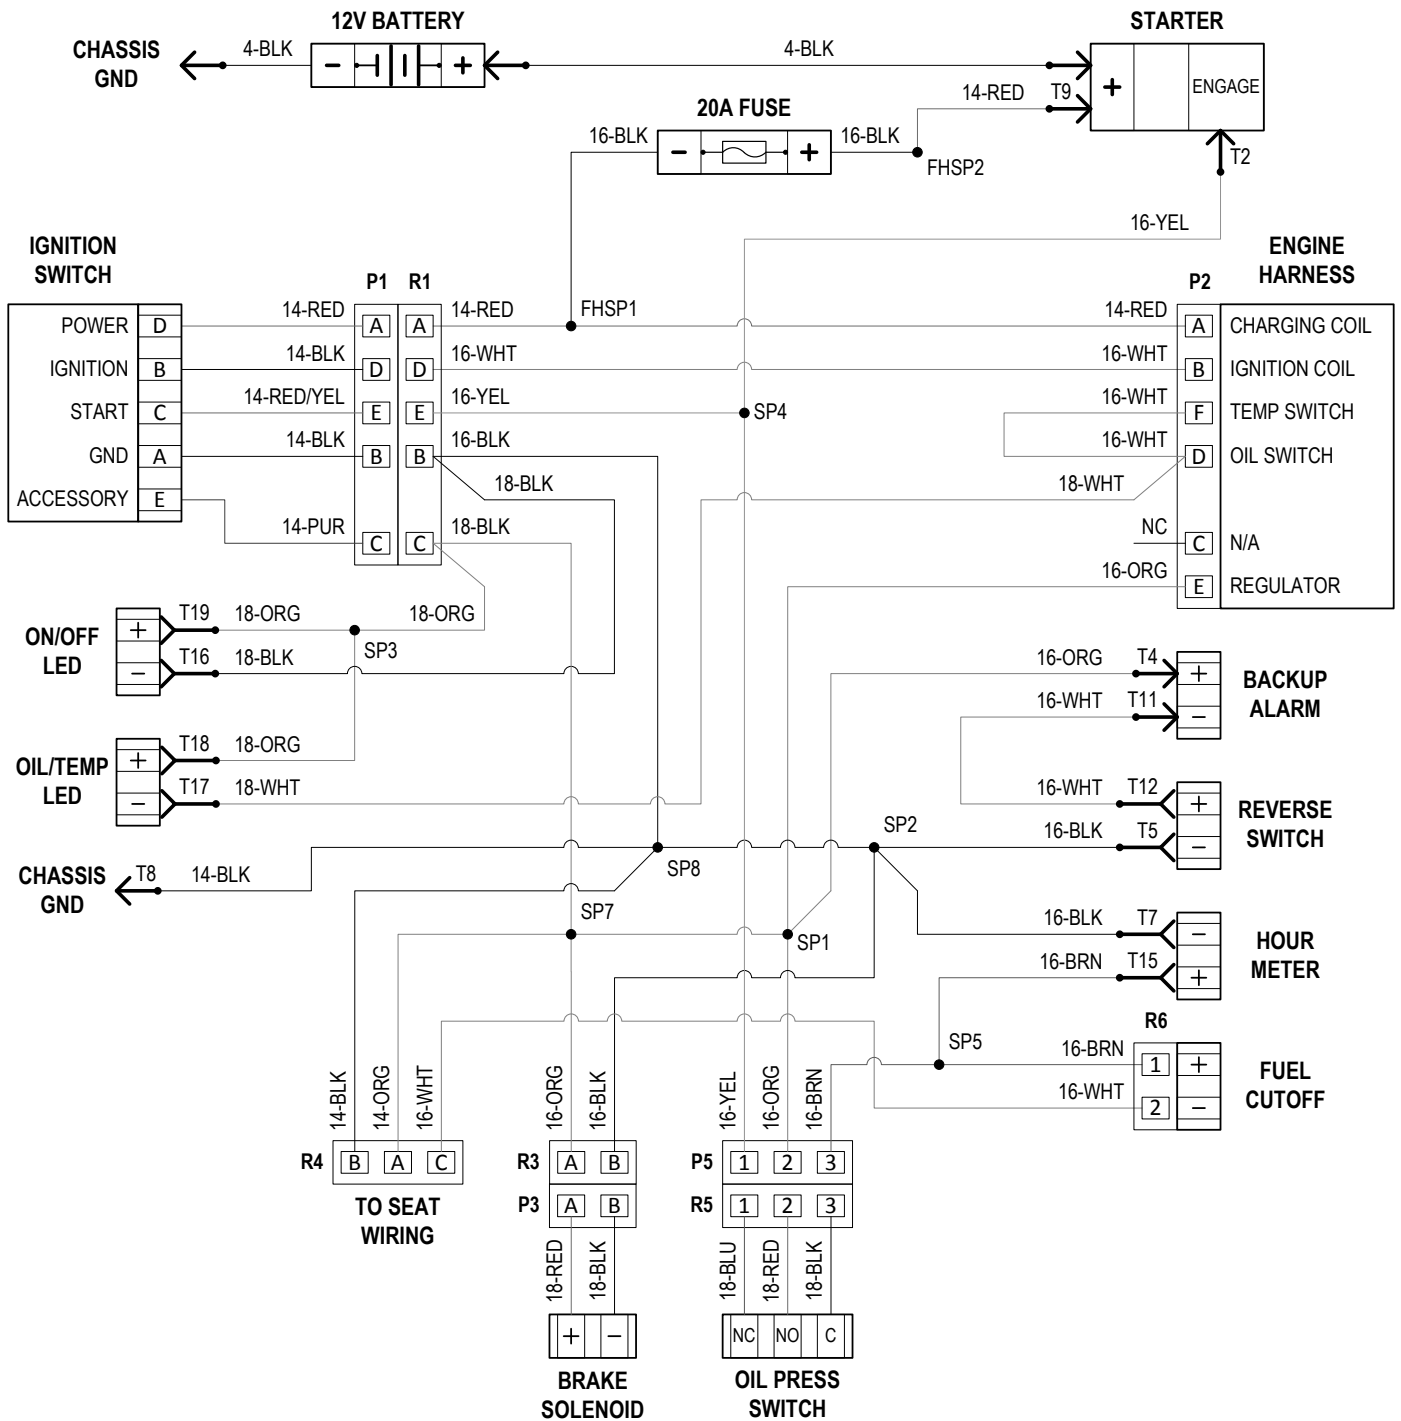 12V BATTERY
STARTER
CHASSIS
GND
4-BLK
4-BLK
− +
+
ENGAGE
14-RED T9
20A FUSE
16-BLK
16-BLK
− +
FHSP2
T2
16-YEL
IGNITION
SWITCH
P1 R1
ENGINE
HARNESS
P2
POWER D
14-RED
A A
14-RED
FHSP1
14-RED
A CHARGING COIL
IGNITION B
14-BLK
D D
16-WHT
16-WHT
B IGNITION COIL
START C
14-RED/YEL
E E
16-YEL
SP4
16-WHT
F TEMP SWITCH
GND A
14-BLK
B B
16-BLK
16-WHT
D OIL SWITCH
ACCESSORY E
18-BLK
18-WHT
14-PUR
C C
18-BLK
NC
C N/A
16-ORG
E REGULATOR
ON/OFF
LED
+
T19 18-ORG
18-ORG
SP3
−
T16 18-BLK
16-ORG T4
+
16-WHT T11
−
BACKUP
ALARM
OIL/TEMP
LED
+
T18 18-ORG
−
T17 18-WHT
16-WHT T12
+
16-BLK T5
−
REVERSE
SWITCH
SP2
SP8
CHASSIS
GND
T8 14-BLK
SP7
SP1
16-BLK T7
−
16-BRN T15
+
HOUR
METER
R6
SP5
16-BRN
1 +
16-WHT
2 −
FUEL
CUTOFF
14-BLK
14-ORG
16-WHT
16-ORG
16-BLK
16-YEL
16-ORG
16-BRN
R4 B A C
R3 A B
P5 1 2 3
TO SEAT
WIRING
P3 A B
R5 1 2 3
18-RED
18-BLK
18-BLU
18-RED
18-BLK
+ −
NC NO C
BRAKE
SOLENOID
OIL PRESS
SWITCH